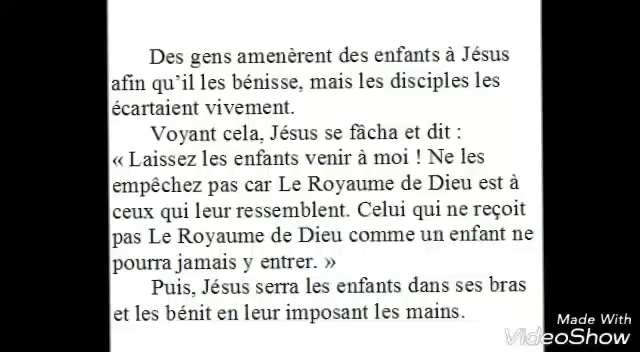 Des gens amenèrent des enfants à Jésus
afin qu'il les bénisse, mais les disciples les
écartaient vivement.
Voyant cela, Jésus se fâcha et dit :
« Laissez les enfants venir à moi ! Ne les
empêchez pas car Le Royaume de Dieu est à
ceux qui leur ressemblent. Celui qui ne reçoit
pas Le Royaume de Dieu comme un enfant ne
pourra jamais y entrer. »
Puis, Jésus serra les enfants dans ses bras
et les bénit en leur imposant les mains.
Made With
VideoShow